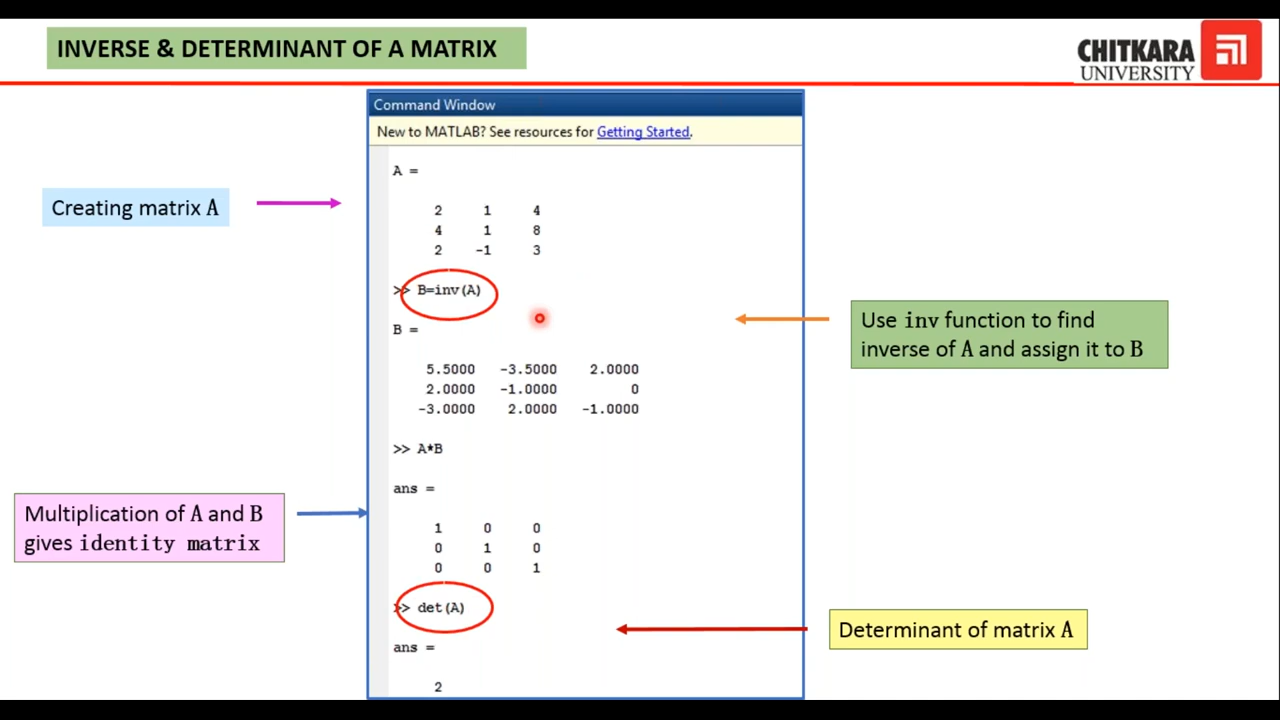 INVERSE & DETERMINANT OF A MATRIX
CHITKARA
UNIVERSITY
Command Window
New to MATLAB? See resources for Getting Started.
A =
2 1 4
4 1 8
2 -1 3
Creating matrix A
>> B=inv(A)
B =
5.5000 -3.5000 2.0000
2.0000 -1.0000 0
-3.0000 2.0000 -1.0000
Use inv function to find
inverse of A and assign it to B
>> A*B
ans =
1 0 0
0 1 0
0 0 1
Multiplication of A and B
gives identity matrix
>> det(A)
ans =
2
Determinant of matrix A